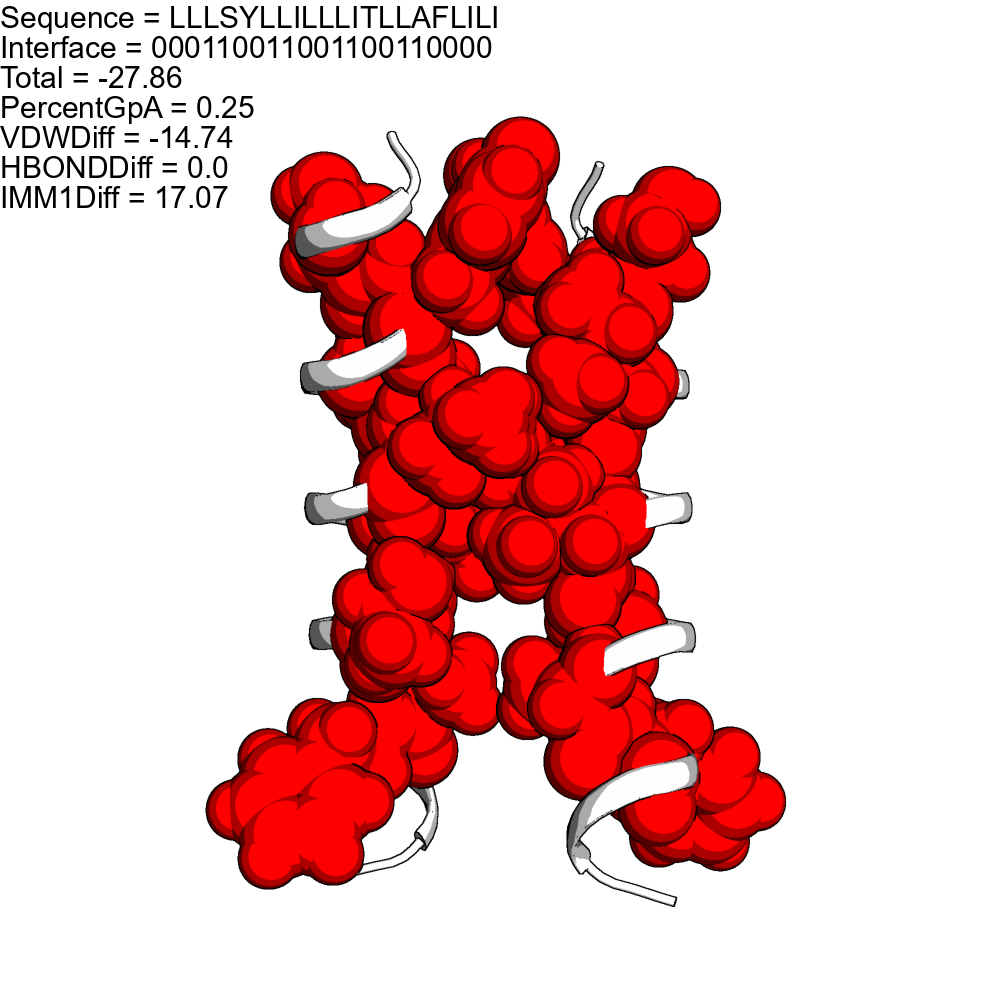 Sequence = LLLSYLLILLLITLLAFLILI
Interface = 000110011001100110000
Total = -27.86
PercentGpA = 0.25
VDWDiff = -14.74
HBONDDiff = 0.0
IMM1Diff = 17.07